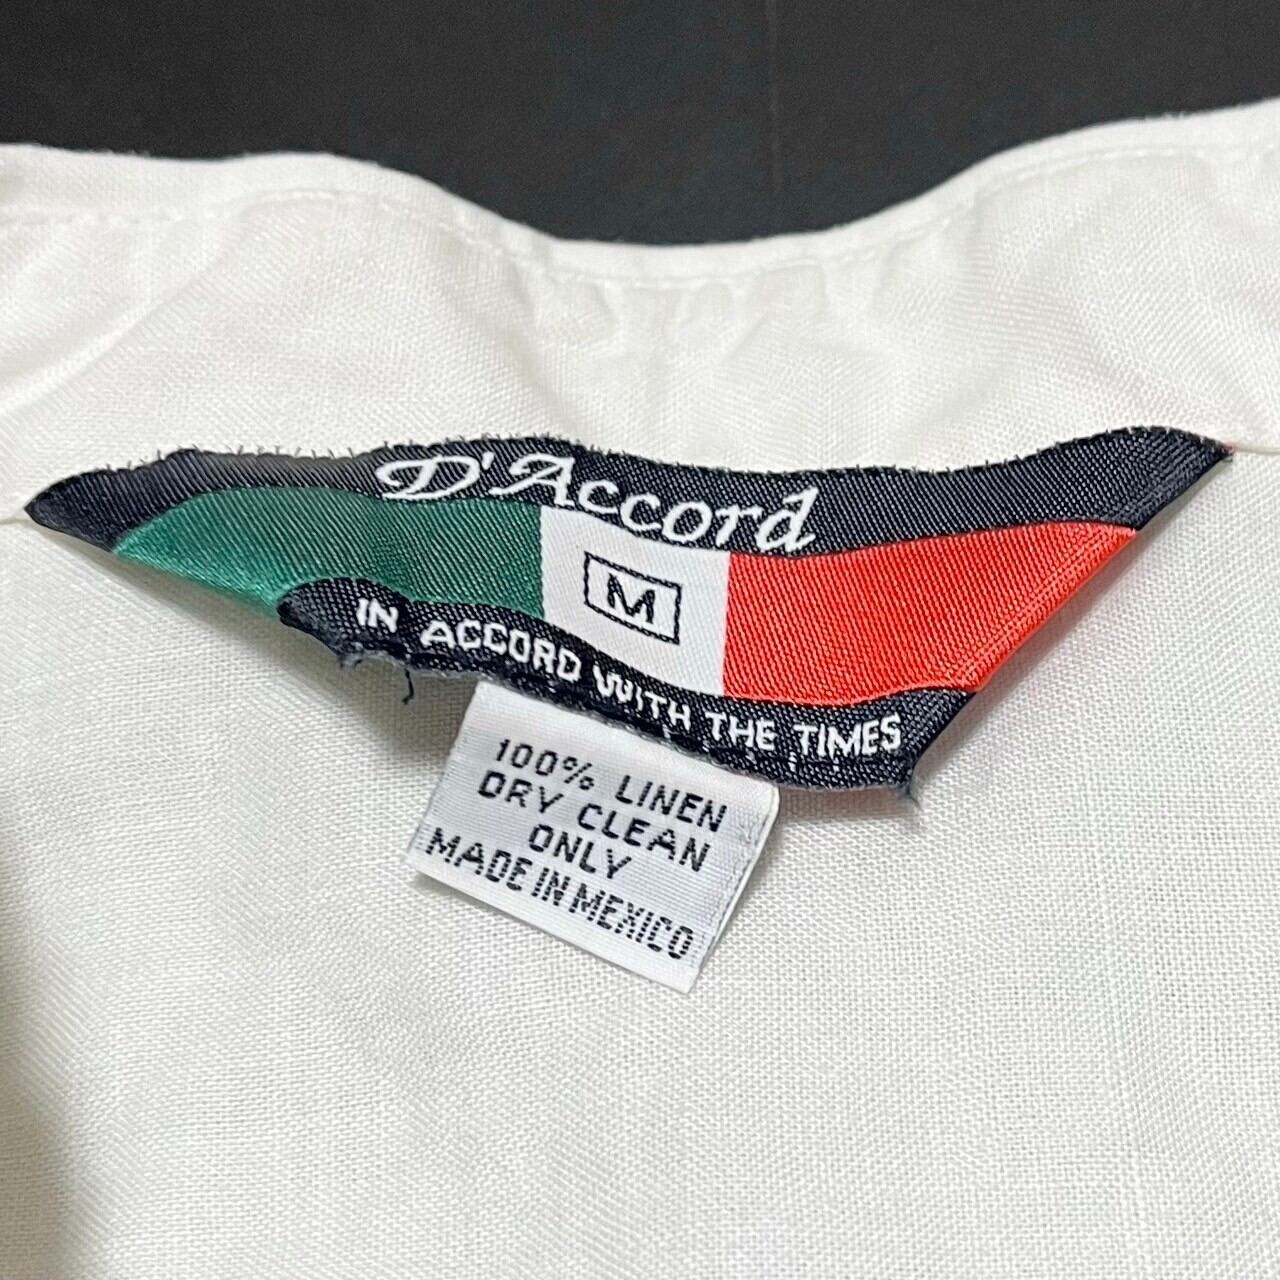 D'Accord
M
IN ACCORD WITH THE TIMES
100% LINEN
DRY CLEAN
ONLY
MADE IN MEXICO